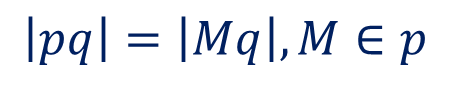 |pq| = |Mq|, M ∈ p